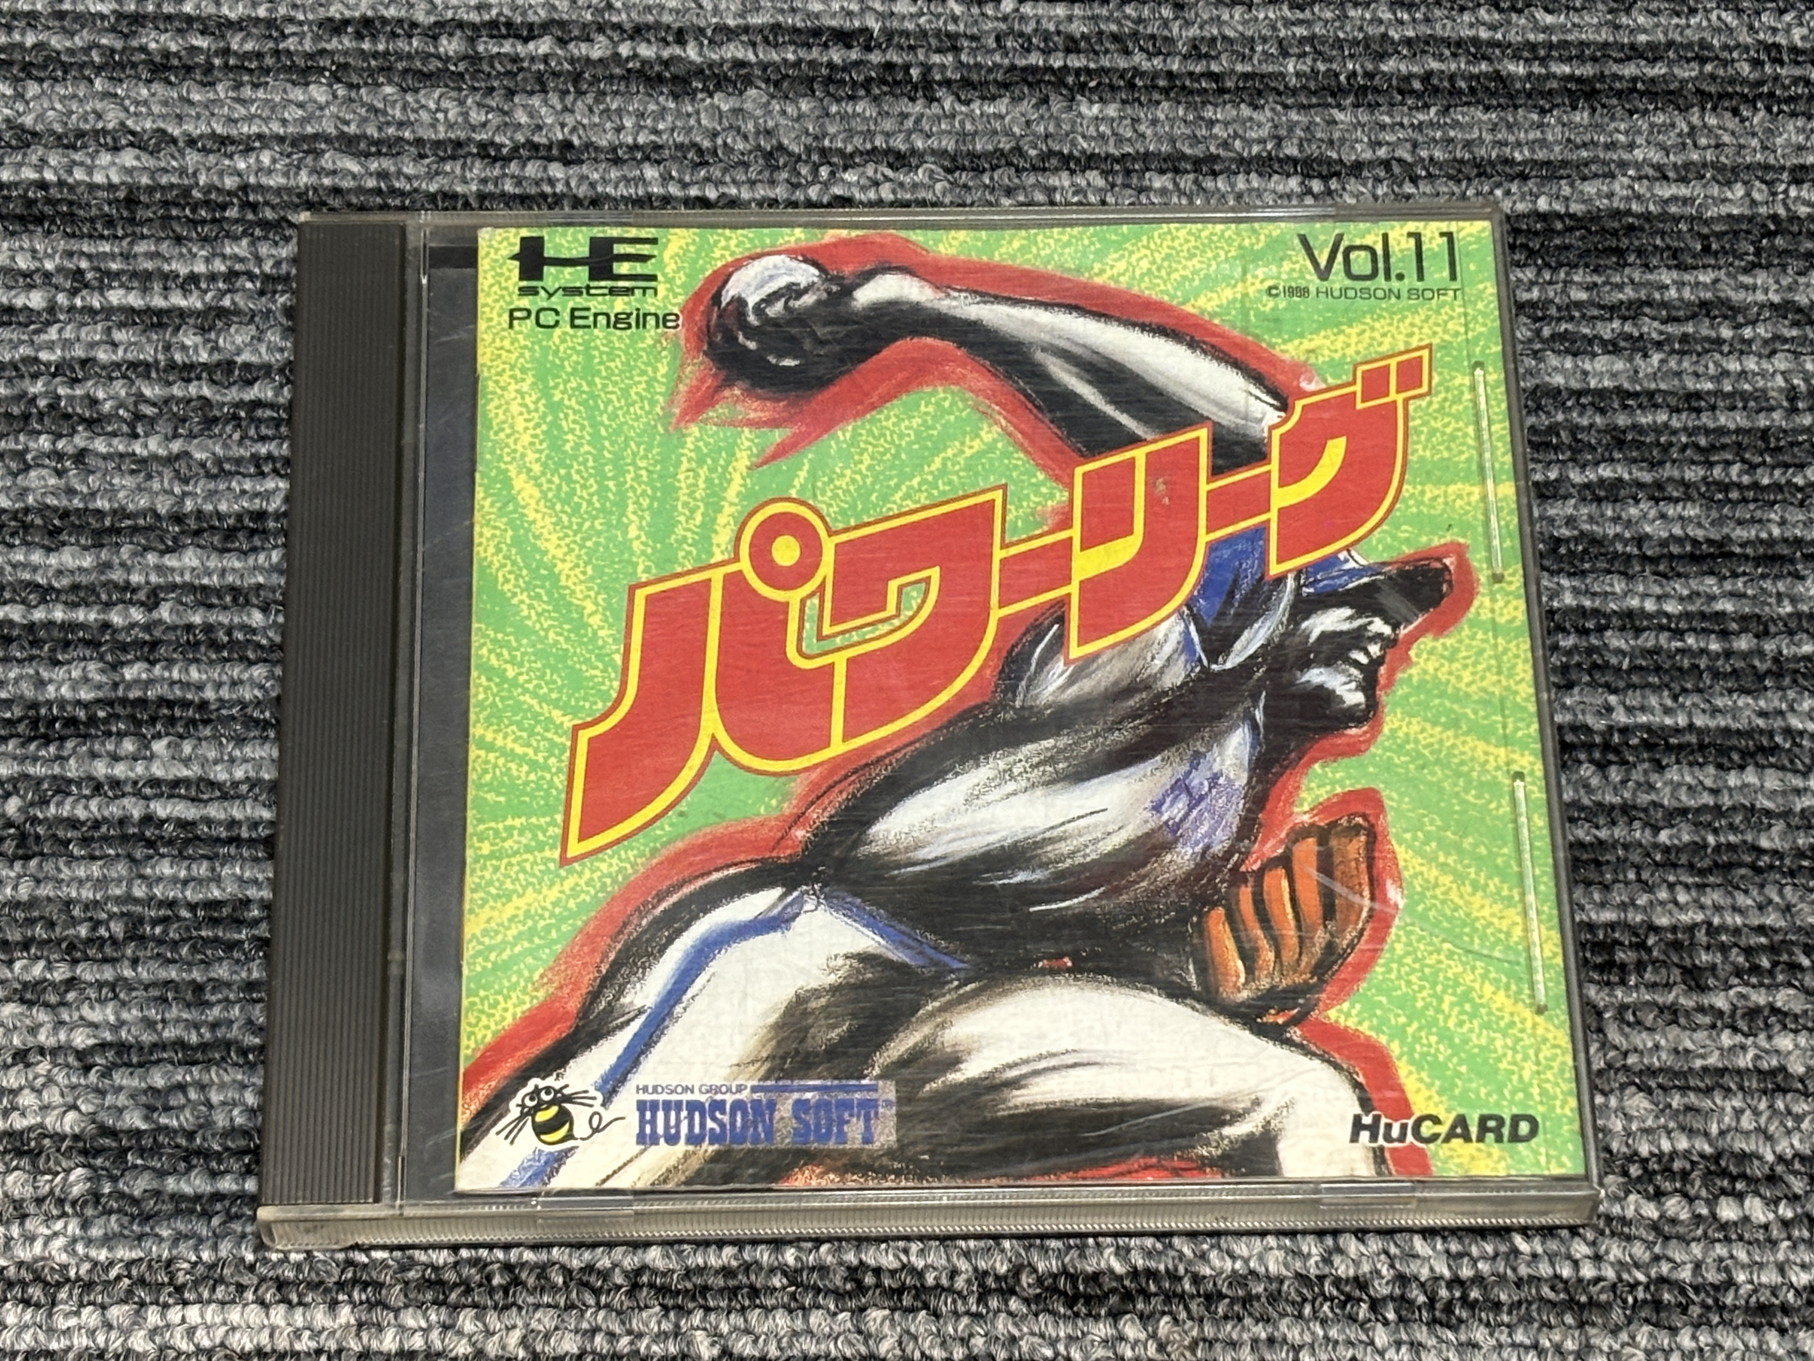 HE
system
PC Engine
Vol.11
©1988 HUDSON SOFT
パワーリーグ
HUDSON GROUP
HUDSON SOFT
HuCARD